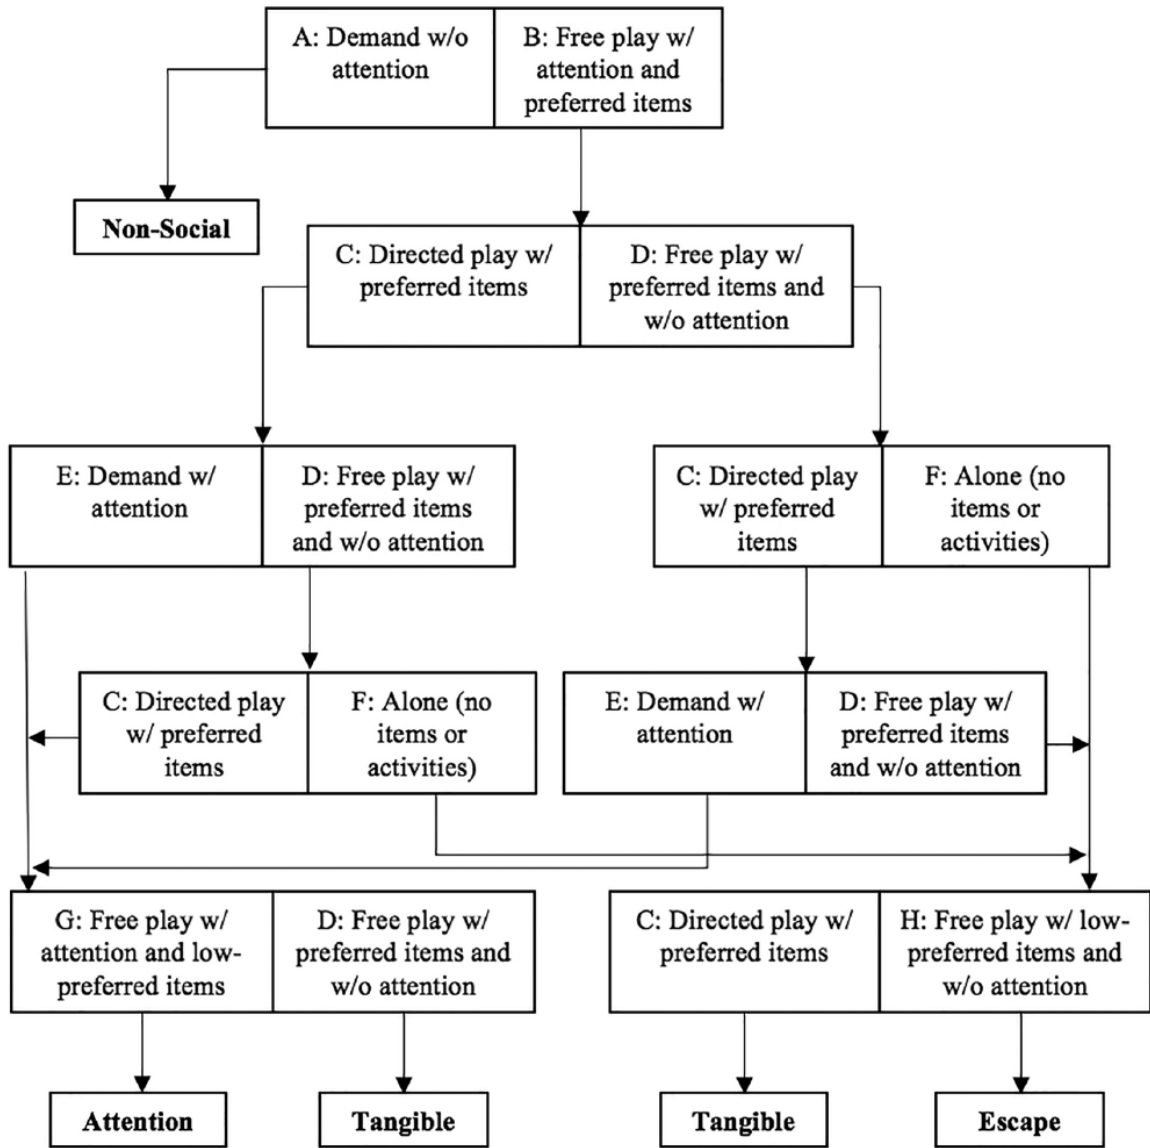 A: Demand w/o
attention
B: Free play w/
attention and
preferred items
Non-Social
C: Directed play w/
preferred items
D: Free play w/
preferred items and
w/o attention
E: Demand w/
attention
D: Free play w/
preferred items
and w/o attention
C: Directed play
w/ preferred
items
F: Alone (no
items or
activities)
C: Directed play
w/ preferred
items
F: Alone (no
items or
activities)
E: Demand w/
attention
D: Free play w/
preferred items
and w/o attention
G: Free play w/
attention and low-
preferred items
D: Free play w/
preferred items and
w/o attention
C: Directed play w/
preferred items
H: Free play w/ low-
preferred items and
w/o attention
Attention
Tangible
Tangible
Escape